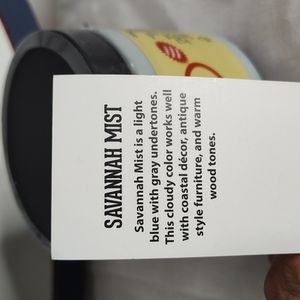 SAVANNAH MIST
Savannah Mist is a light
blue with gray undertones.
This cloudy color works well
with coastal décor, antique
style furniture, and warm
wood tones.